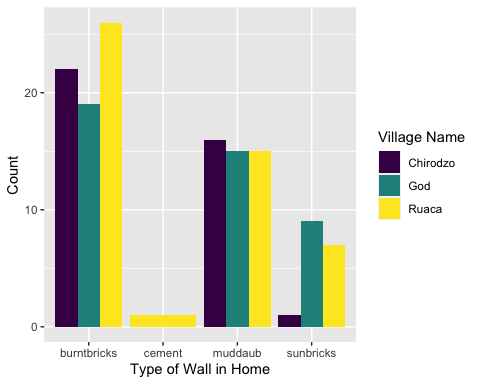 Count
20
10
0
burntbricks cement muddaub sunbricks
Type of Wall in Home
Village Name
Chirodzo
God
Ruaca